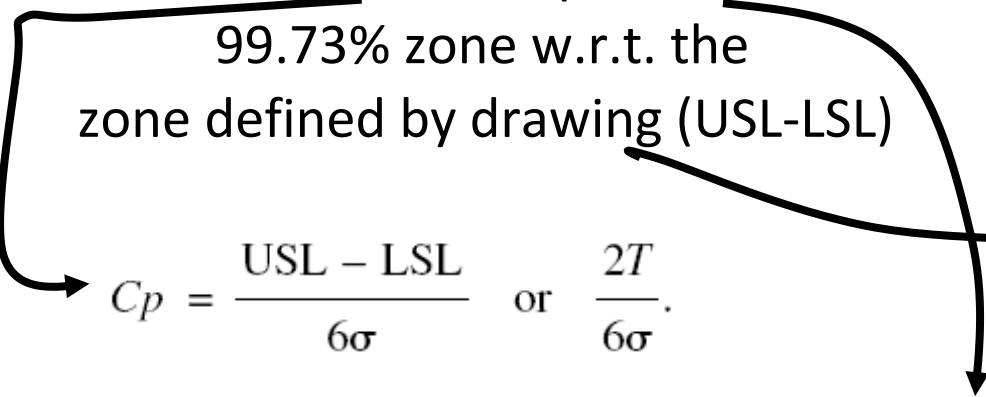 99.73% zone w.r.t. the
zone defined by drawing (USL-LSL)
Cp = USL – LSL / 6σ or 2T / 6σ.